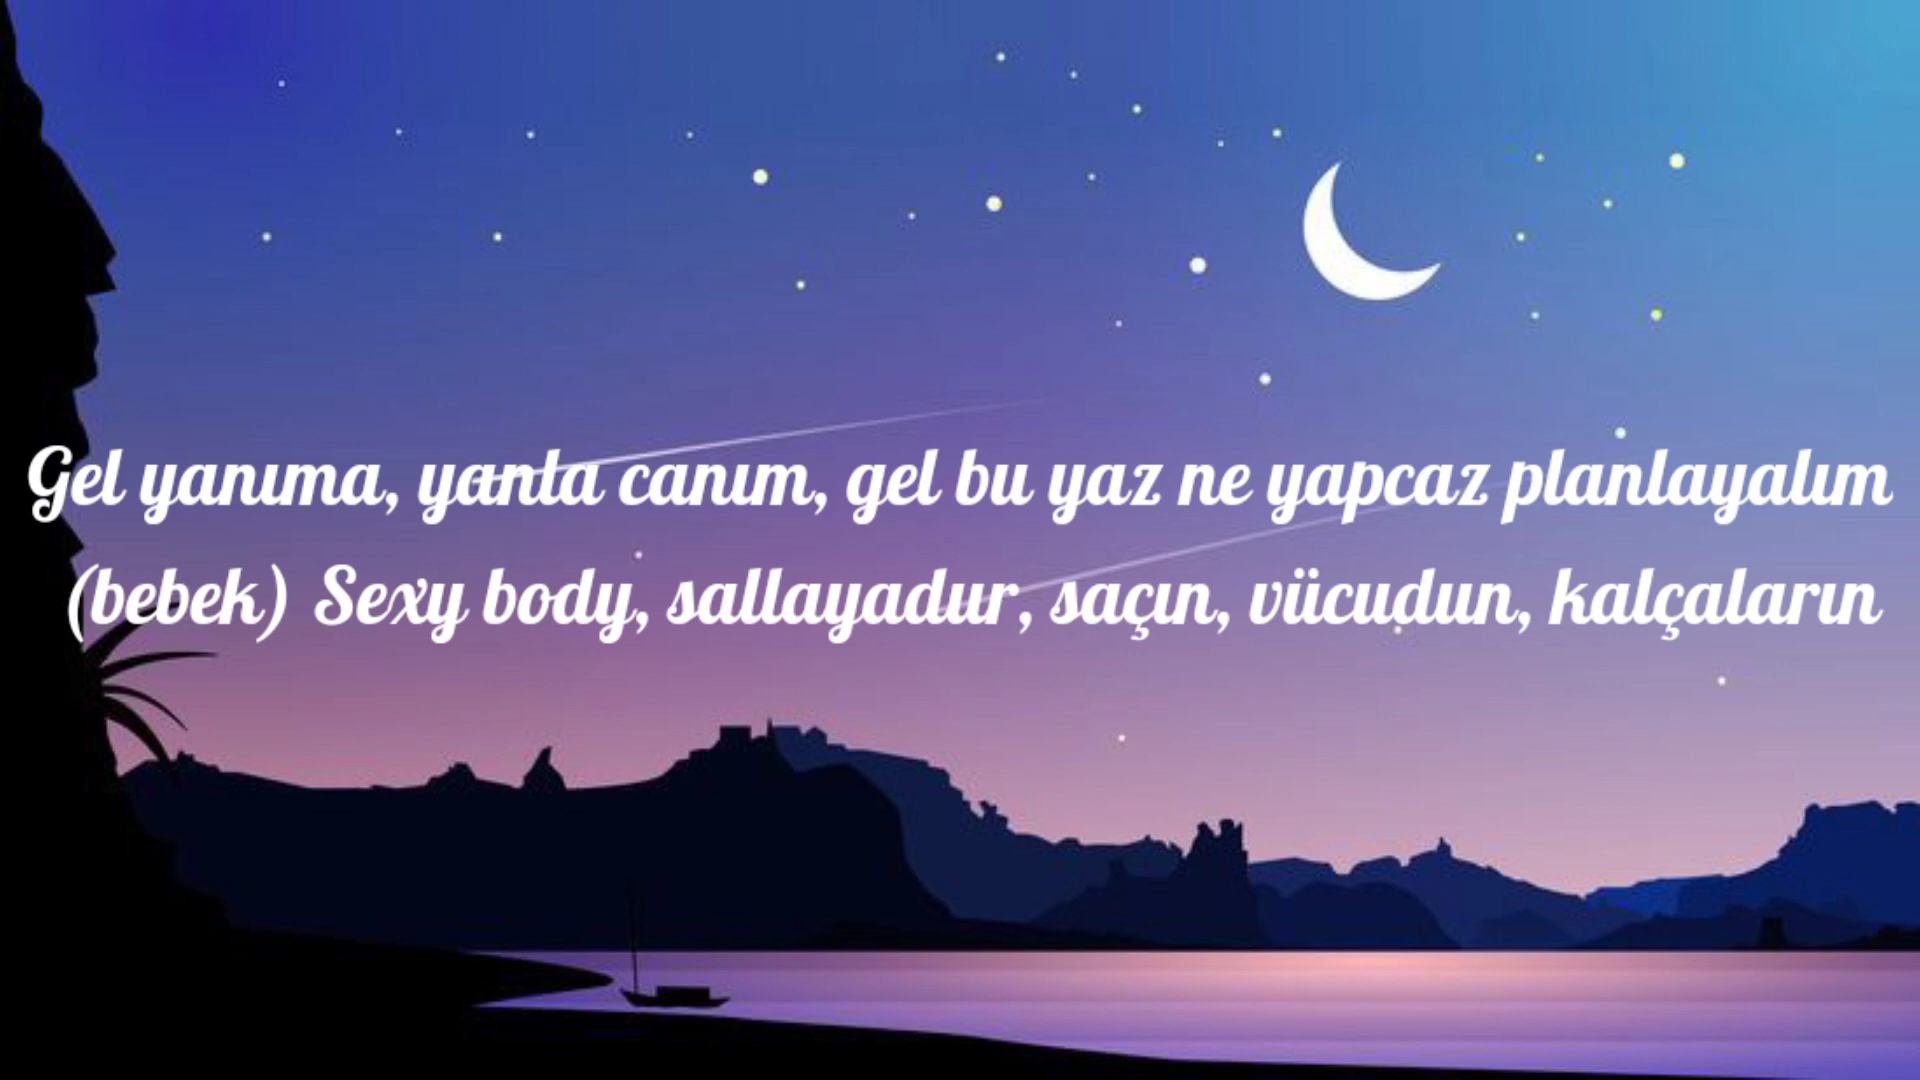 Gel yanıma, yanla canım, gel bu yaz ne yapcaz planlayalım
(bebek) Sexy body, sallayadur, saçın, vücudun, kalçaların